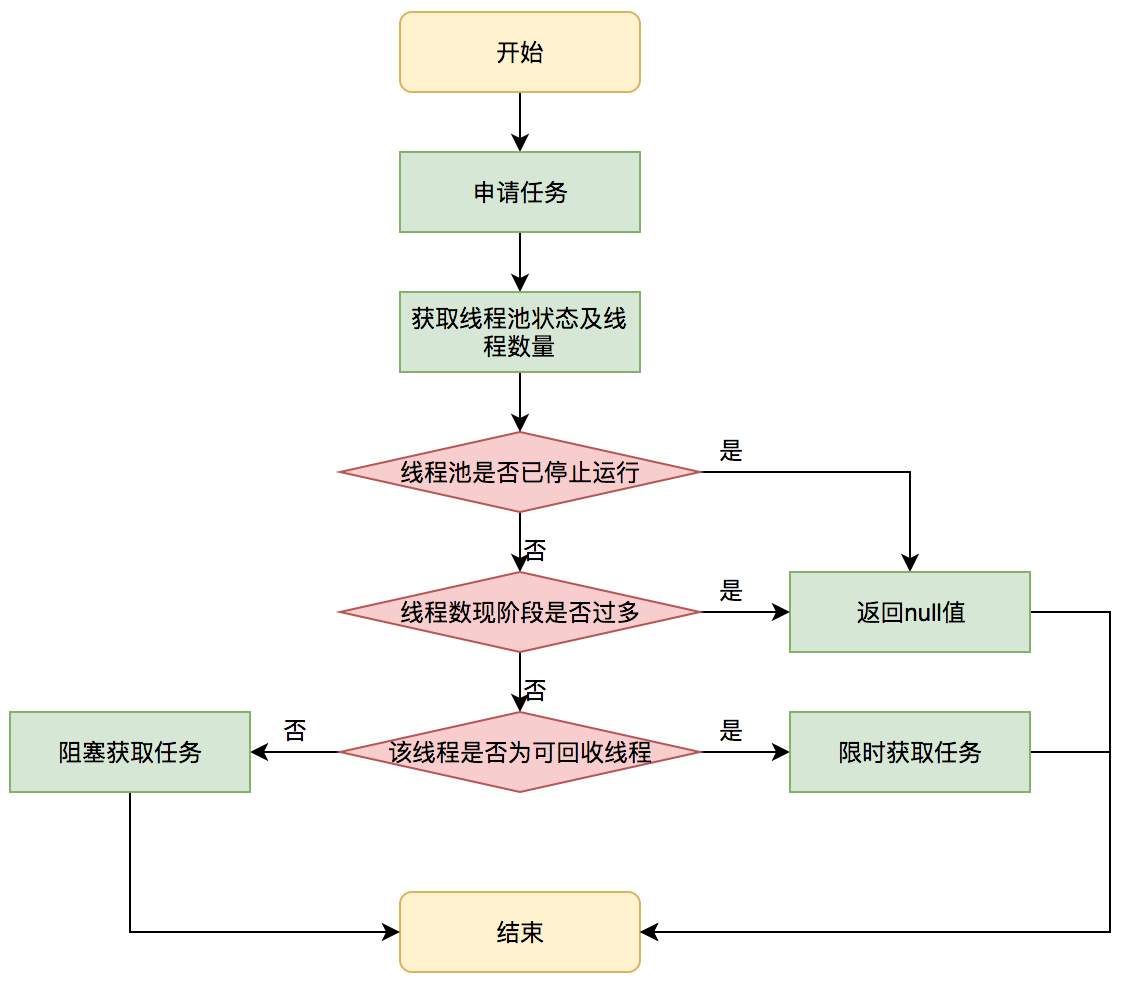 开始
申请任务
获取线程池状态及线
程数量
线程池是否已停止运行
是
否
线程数现阶段是否过多
是
返回null值
否
阻塞获取任务
否
该线程是否为可回收线程
是
限时获取任务
结束